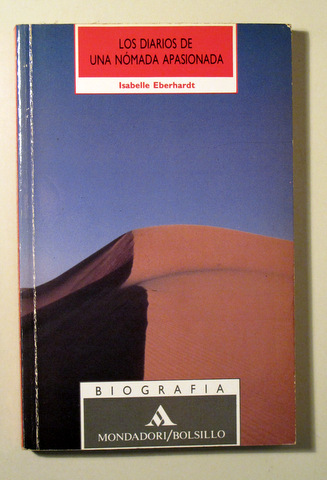 LOS DIARIOS DE
UNA NÓMADA APASIONADA
Isabelle Eberhardt
BIOGRAFIA
MONDADORI/BOLSILLO